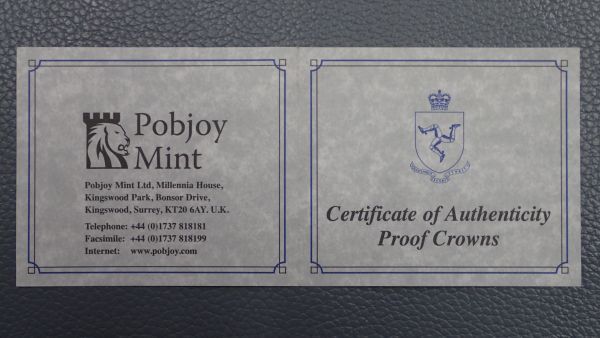 Pobjoy
Mint
Pobjoy Mint Ltd, Millennia House,
Kingswood Park, Bonsor Drive,
Kingswood, Surrey, KT20 6AY. U.K.
Telephone: +44 (0)1737 818181
Facsimile: +44 (0)1737 818199
Internet: www.pobjoy.com
Certificate of Authenticity
Proof Crowns